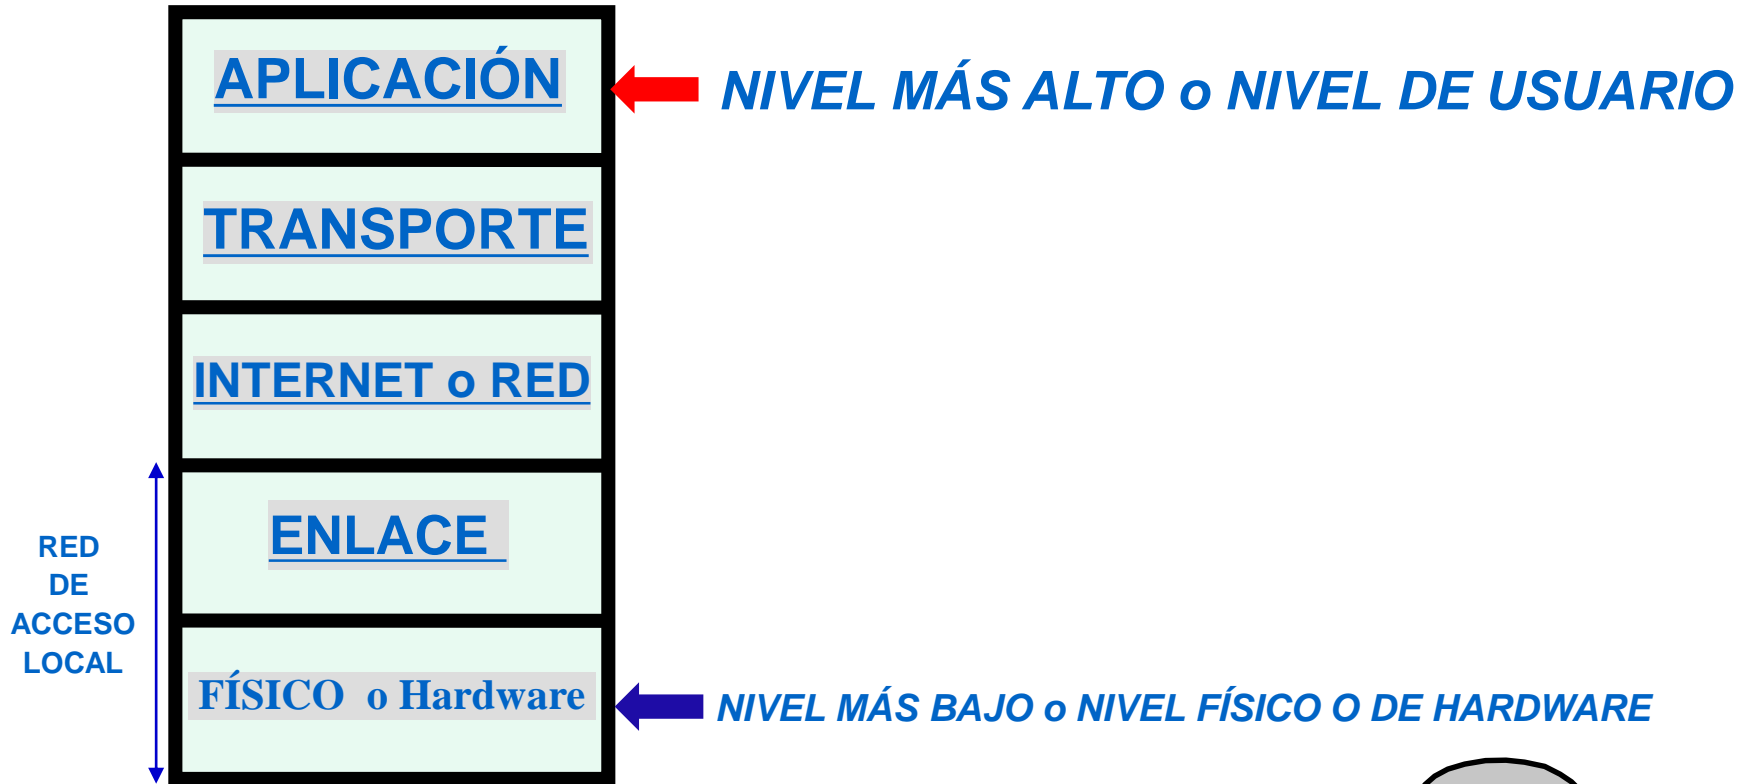 APLICACIÓN
NIVEL MÁS ALTO o NIVEL DE USUARIO
TRANSPORTE
INTERNET o RED
ENLACE
RED
DE
ACCESO
LOCAL
FÍSICO o Hardware
NIVEL MÁS BAJO o NIVEL FÍSICO O DE HARDWARE